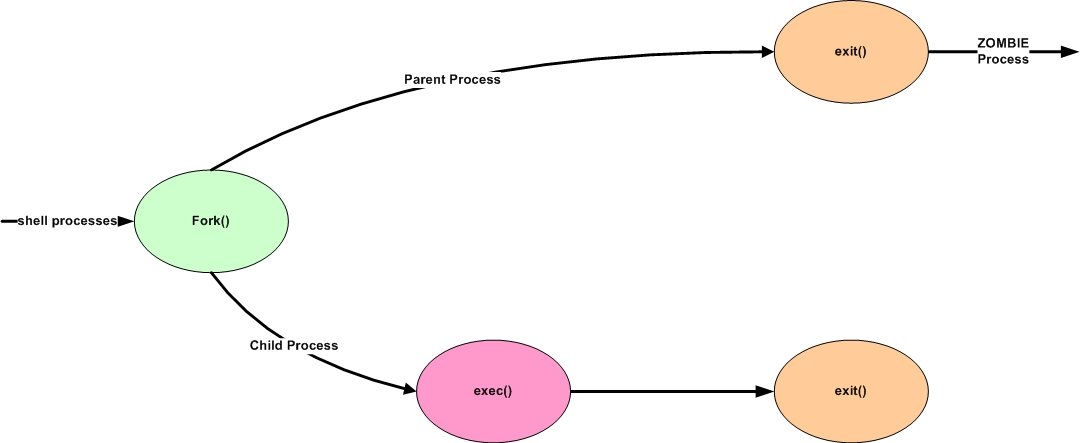 exit()
ZOMBIE
Process
Parent Process
shell processes
Fork()
Child Process
exec()
exit()